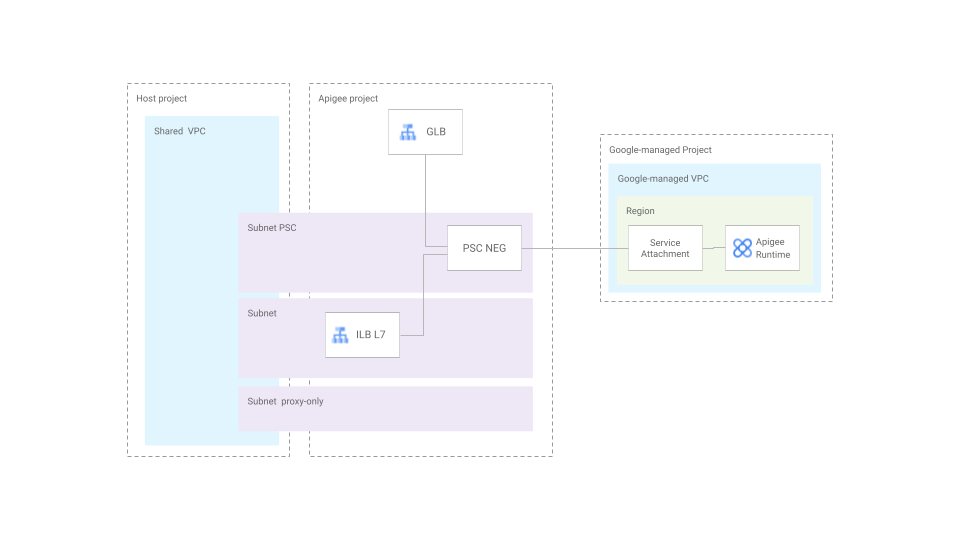 Host project
Shared VPC
Apigee project
GLB
Subnet PSC
PSC NEG
Subnet
ILB L7
Subnet proxy-only
Google-managed Project
Google-managed VPC
Region
Service
Attachment
Apigee
Runtime